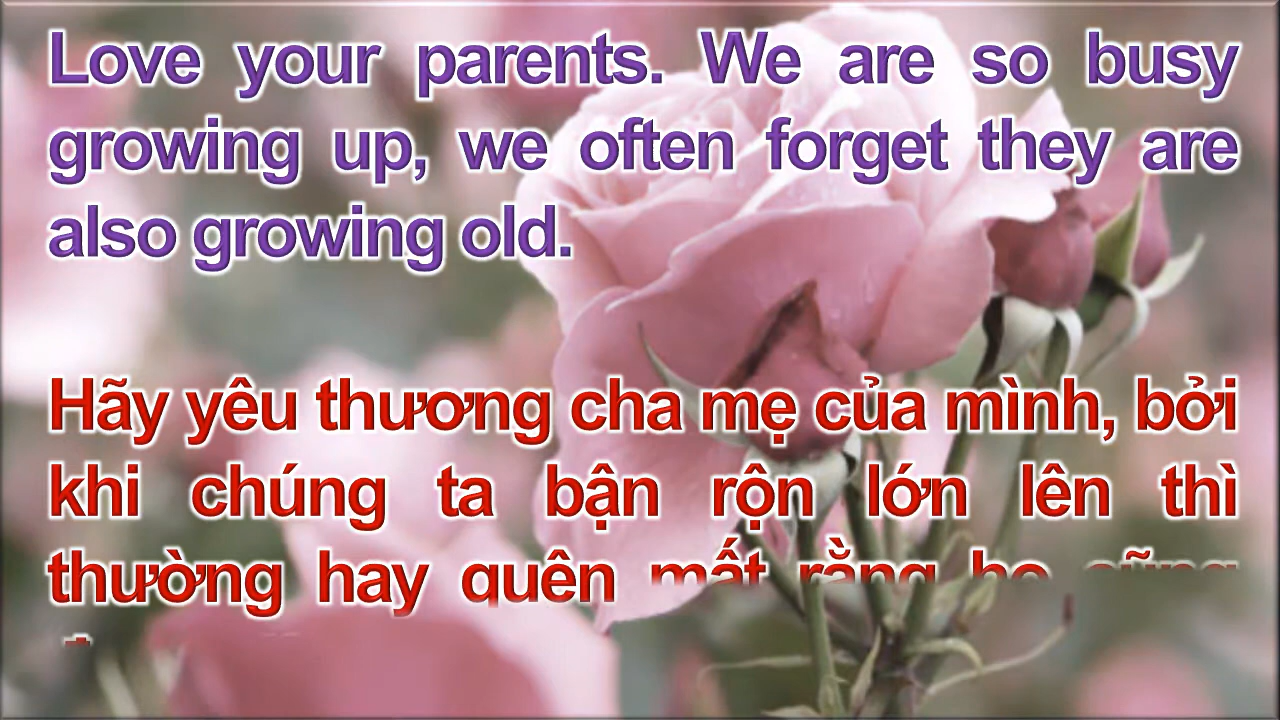 Love your parents. We are so busy
growing up, we often forget they are
also growing old.
Hãy yêu thương cha mẹ của mình, bởi
khi chúng ta bận rộn lớn lên thì
thường hay quên mất rằng